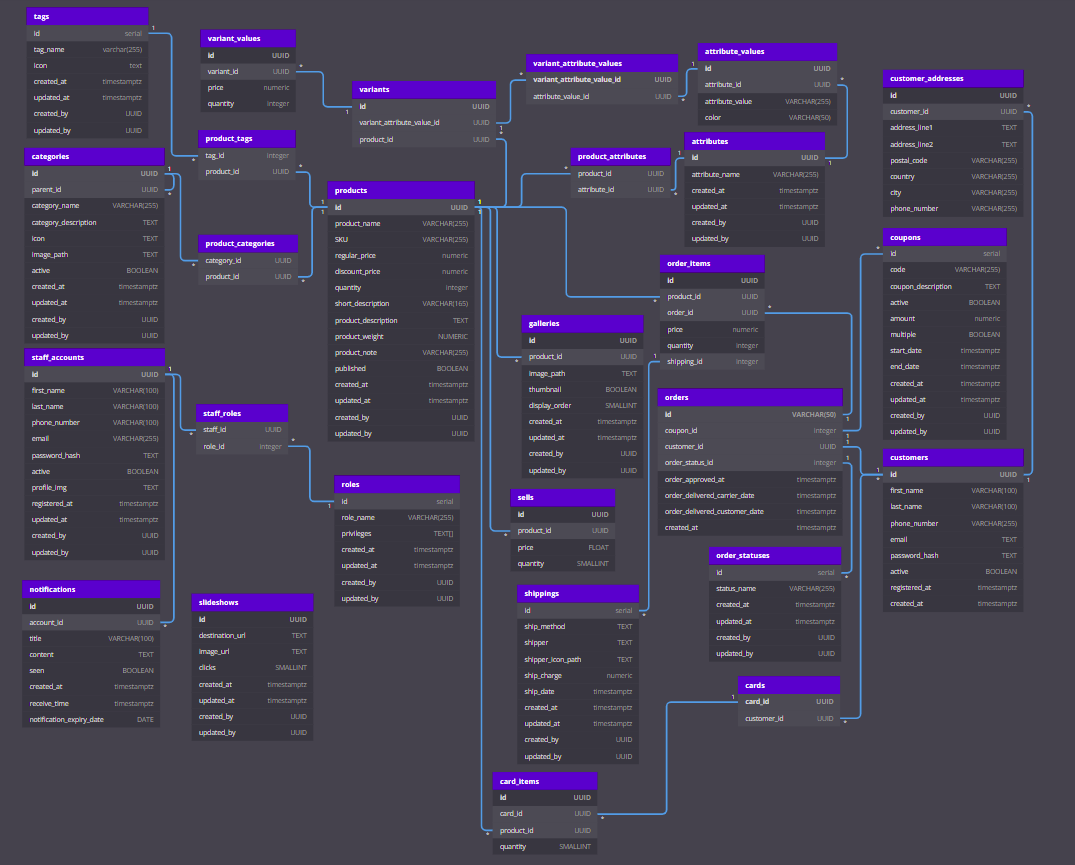 tags
id serial
tag_name varchar(255)
icon text
created_at timestamptz
updated_at timestamptz
created_by UUID
updated_by UUID
variant_values
id UUID
variant_id UUID
price numeric
quantity integer
variants
id UUID
variant_attribute_value_id UUID
product_id UUID
variant_attribute_values
variant_attribute_value_id UUID
attribute_value_id UUID
attribute_values
id UUID
attribute_id UUID
attribute_value VARCHAR(255)
color VARCHAR(50)
customer_addresses
id UUID
customer_id UUID
address_line1 TEXT
address_line2 TEXT
postal_code VARCHAR(255)
country VARCHAR(255)
city VARCHAR(255)
phone_number VARCHAR(255)
product_tags
tag_id integer
product_id UUID
categories
id UUID
parent_id UUID
category_name VARCHAR(255)
category_description TEXT
icon TEXT
image_path TEXT
active BOOLEAN
created_at timestamptz
updated_at timestamptz
created_by UUID
updated_by UUID
product_categories
category_id UUID
product_id UUID
products
id UUID
product_name VARCHAR(255)
SKU VARCHAR(255)
regular_price numeric
discount_price numeric
quantity integer
short_description VARCHAR(165)
product_description TEXT
product_weight NUMERIC
product_note VARCHAR(255)
published BOOLEAN
created_at timestamptz
updated_at timestamptz
created_by UUID
updated_by UUID
product_attributes
product_id UUID
attribute_id UUID
attributes
id UUID
attribute_name VARCHAR(255)
created_at timestamptz
updated_at timestamptz
created_by UUID
updated_by UUID
coupons
id serial
code VARCHAR(255)
coupon_description TEXT
active BOOLEAN
amount numeric
multiple BOOLEAN
start_date timestamptz
end_date timestamptz
created_at timestamptz
updated_at timestamptz
created_by UUID
updated_by UUID
order_items
id UUID
product_id UUID
order_id UUID
price numeric
quantity integer
shipping_id integer
galleries
id UUID
product_id UUID
image_path TEXT
thumbnail BOOLEAN
display_order SMALLINT
created_at timestamptz
updated_at timestamptz
created_by UUID
updated_by UUID
staff_accounts
id UUID
first_name VARCHAR(100)
last_name VARCHAR(100)
phone_number VARCHAR(100)
email VARCHAR(255)
password_hash TEXT
active BOOLEAN
profile_img TEXT
registered_at timestamptz
updated_at timestamptz
created_by UUID
updated_by UUID
staff_roles
staff_id UUID
role_id integer
orders
id VARCHAR(50)
coupon_id integer
customer_id UUID
order_status_id integer
order_approved_at timestamptz
order_delivered_carrier_date timestamptz
order_delivered_customer_date timestamptz
created_at timestamptz
customers
id UUID
first_name VARCHAR(100)
last_name VARCHAR(100)
phone_number VARCHAR(255)
email TEXT
password_hash TEXT
active BOOLEAN
registered_at timestamptz
created_at timestamptz
roles
id serial
role_name VARCHAR(255)
privileges TEXT[]
created_at timestamptz
updated_at timestamptz
created_by UUID
updated_by UUID
sells
id UUID
product_id UUID
price FLOAT
quantity SMALLINT
order_statuses
id serial
status_name VARCHAR(255)
created_at timestamptz
updated_at timestamptz
created_by UUID
updated_by UUID
notifications
id UUID
account_id UUID
title VARCHAR(100)
content TEXT
seen BOOLEAN
created_at timestamptz
receive_time timestamptz
notification_expiry_date DATE
slideshows
id UUID
destination_url TEXT
image_url TEXT
clicks SMALLINT
created_at timestamptz
updated_at timestamptz
created_by UUID
updated_by UUID
shippings
id serial
ship_method TEXT
shipper TEXT
shipper_icon_path TEXT
ship_charge numeric
ship_date timestamptz
created_at timestamptz
updated_at timestamptz
created_by UUID
updated_by UUID
cards
card_id UUID
customer_id UUID
card_items
id UUID
card_id UUID
product_id UUID
quantity SMALLINT